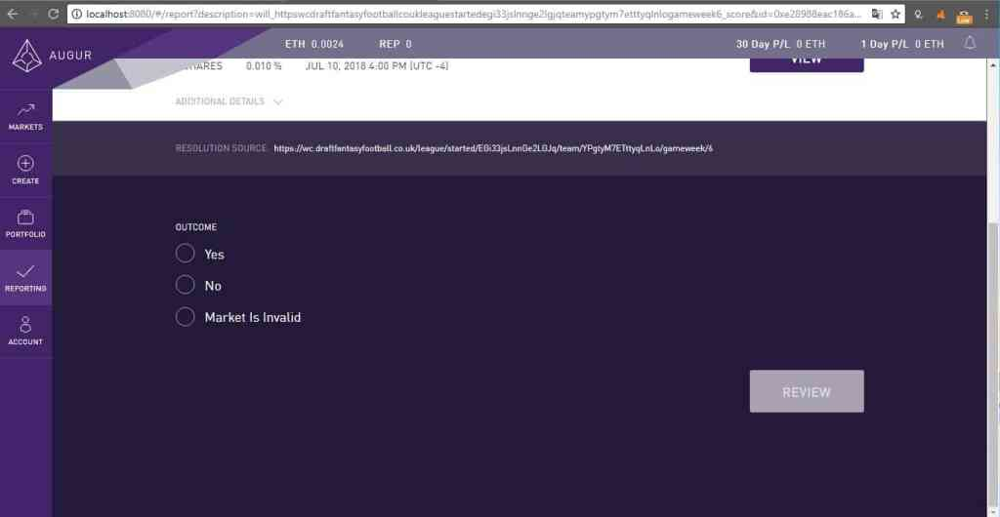 localhost:8080/#/report?description=will_httpswcdraftfantasyfootballcoukleaguestartedegi33jslnnge2lgjqteamypgtym7etttyqlnlogameweek6_score&id=0xe28988eac186a...
AUGUR
ETH 0.0024
REP 0
30 Day P/L 0 ETH
1 Day P/L 0 ETH
SHARES
0.010 %
JUL 10, 2018 4:00 PM (UTC -4)
VIEW
ADDITIONAL DETAILS
MARKETS
CREATE
PORTFOLIO
REPORTING
ACCOUNT
RESOLUTION SOURCE: https://wc.draftfantasyfootball.co.uk/league/started/EGi33jsLnnGe2LGJq/team/YPgtyM7ETttyqLnLo/gameweek/6
OUTCOME
Yes
No
Market Is Invalid
REVIEW